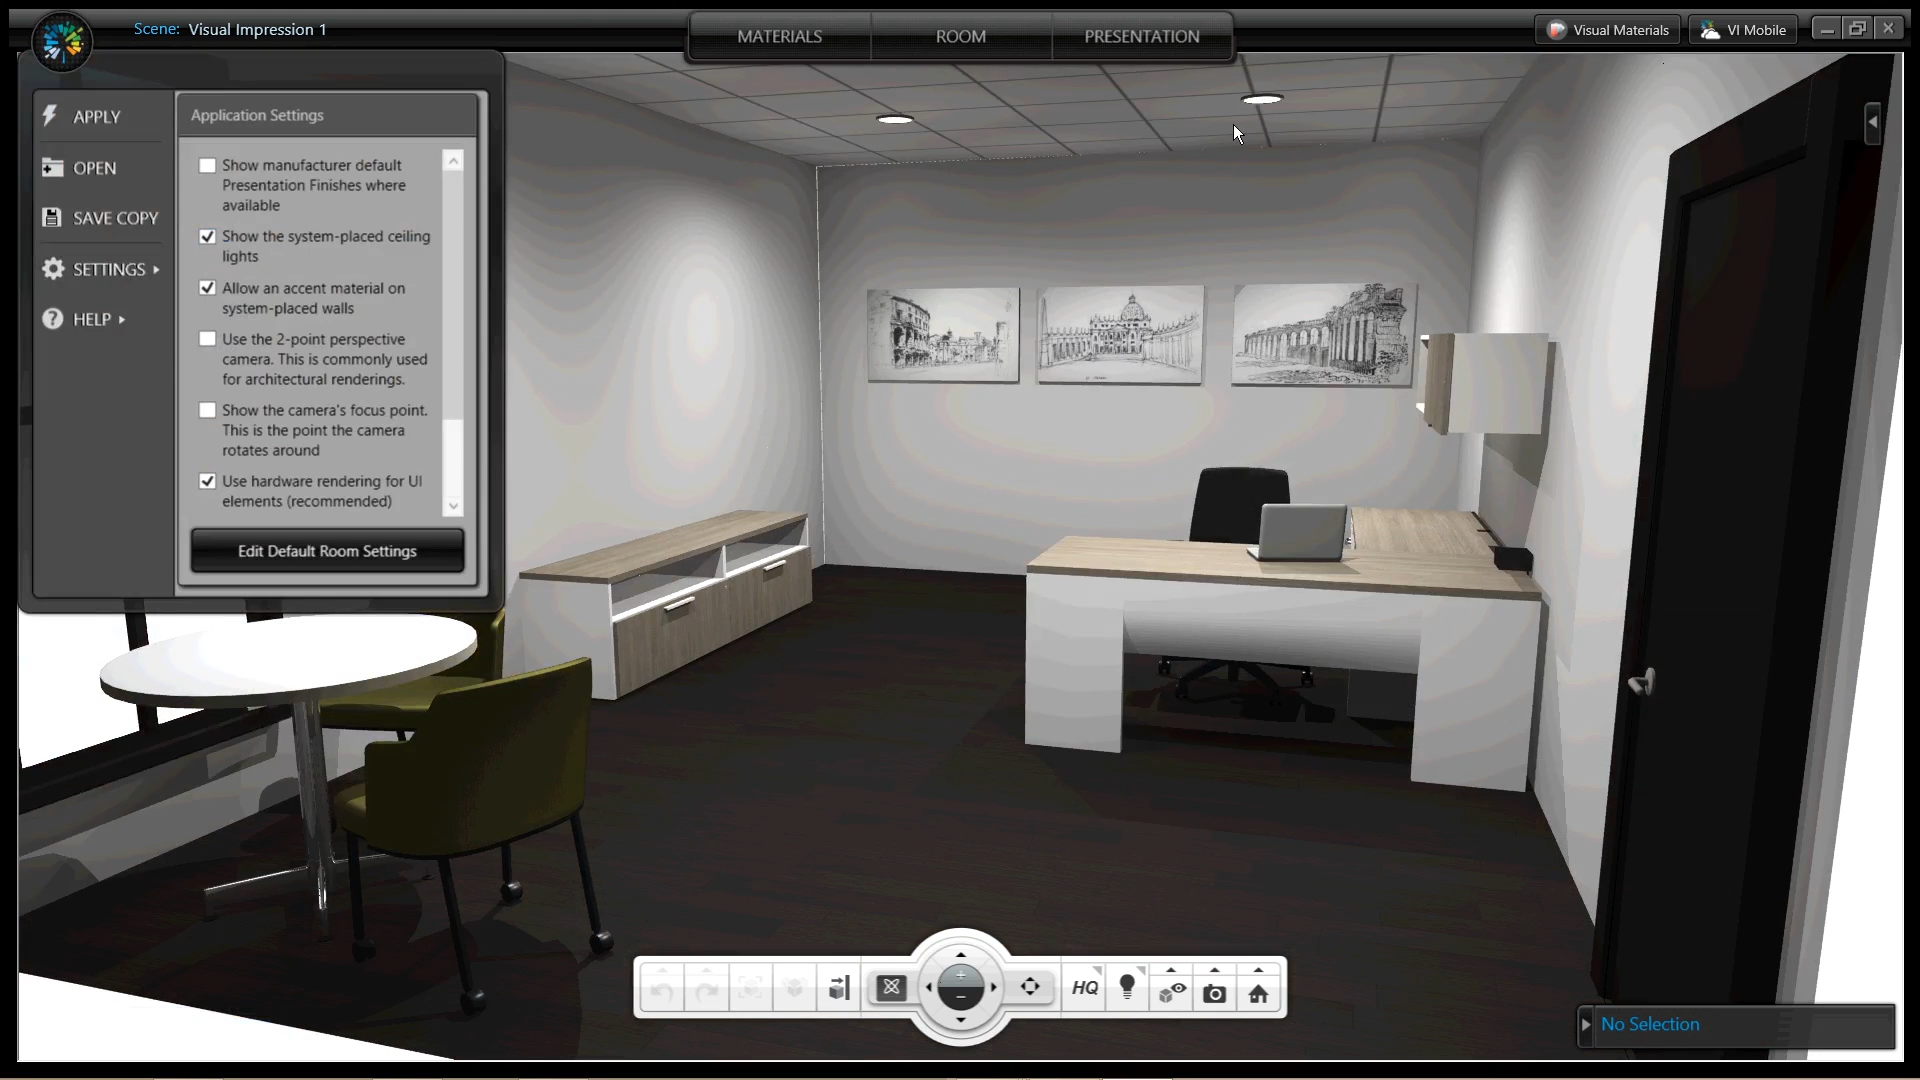 Scene: Visual Impression 1
MATERIALS
ROOM
PRESENTATION
Visual Materials
VI Mobile
APPLY
OPEN
SAVE COPY
SETTINGS
HELP
Application Settings
Show manufacturer default
Presentation Finishes where
available
Show the system-placed ceiling
lights
Allow an accent material on
system-placed walls
Use the 2-point perspective
camera. This is commonly used
for architectural renderings.
Show the camera's focus point.
This is the point the camera
rotates around
Use hardware rendering for UI
elements (recommended)
Edit Default Room Settings
HQ
No Selection